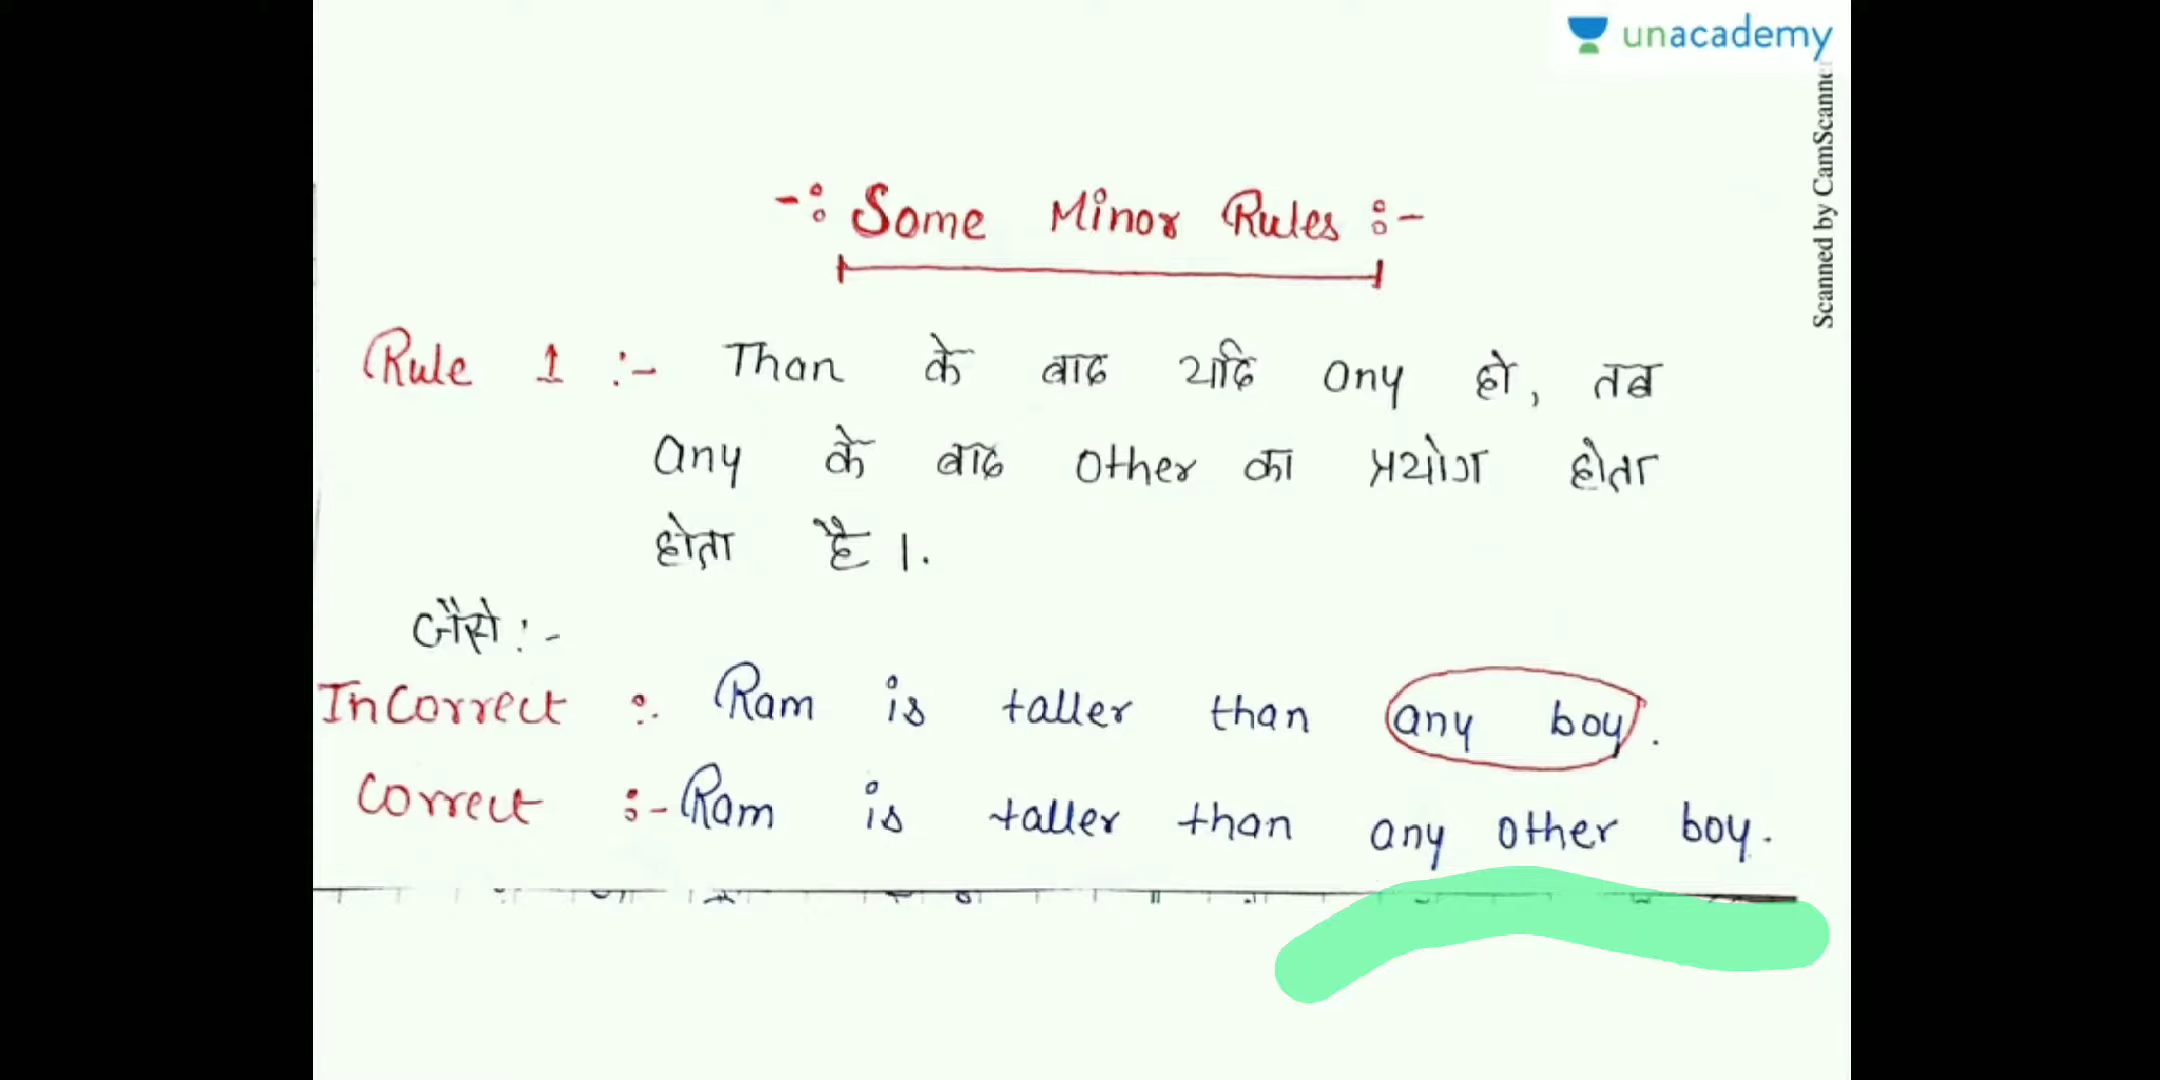 unacademy
Scanned by CamScanner
-: Some Minor Rules :-
Rule 1 :- Than के बाद यदि any हो, तब
any के बाद other का प्रयोग होता
होता है ।.
जैसे :-
InCorrect :. Ram is taller than any boy.
Correct :- Ram is taller than any other boy.